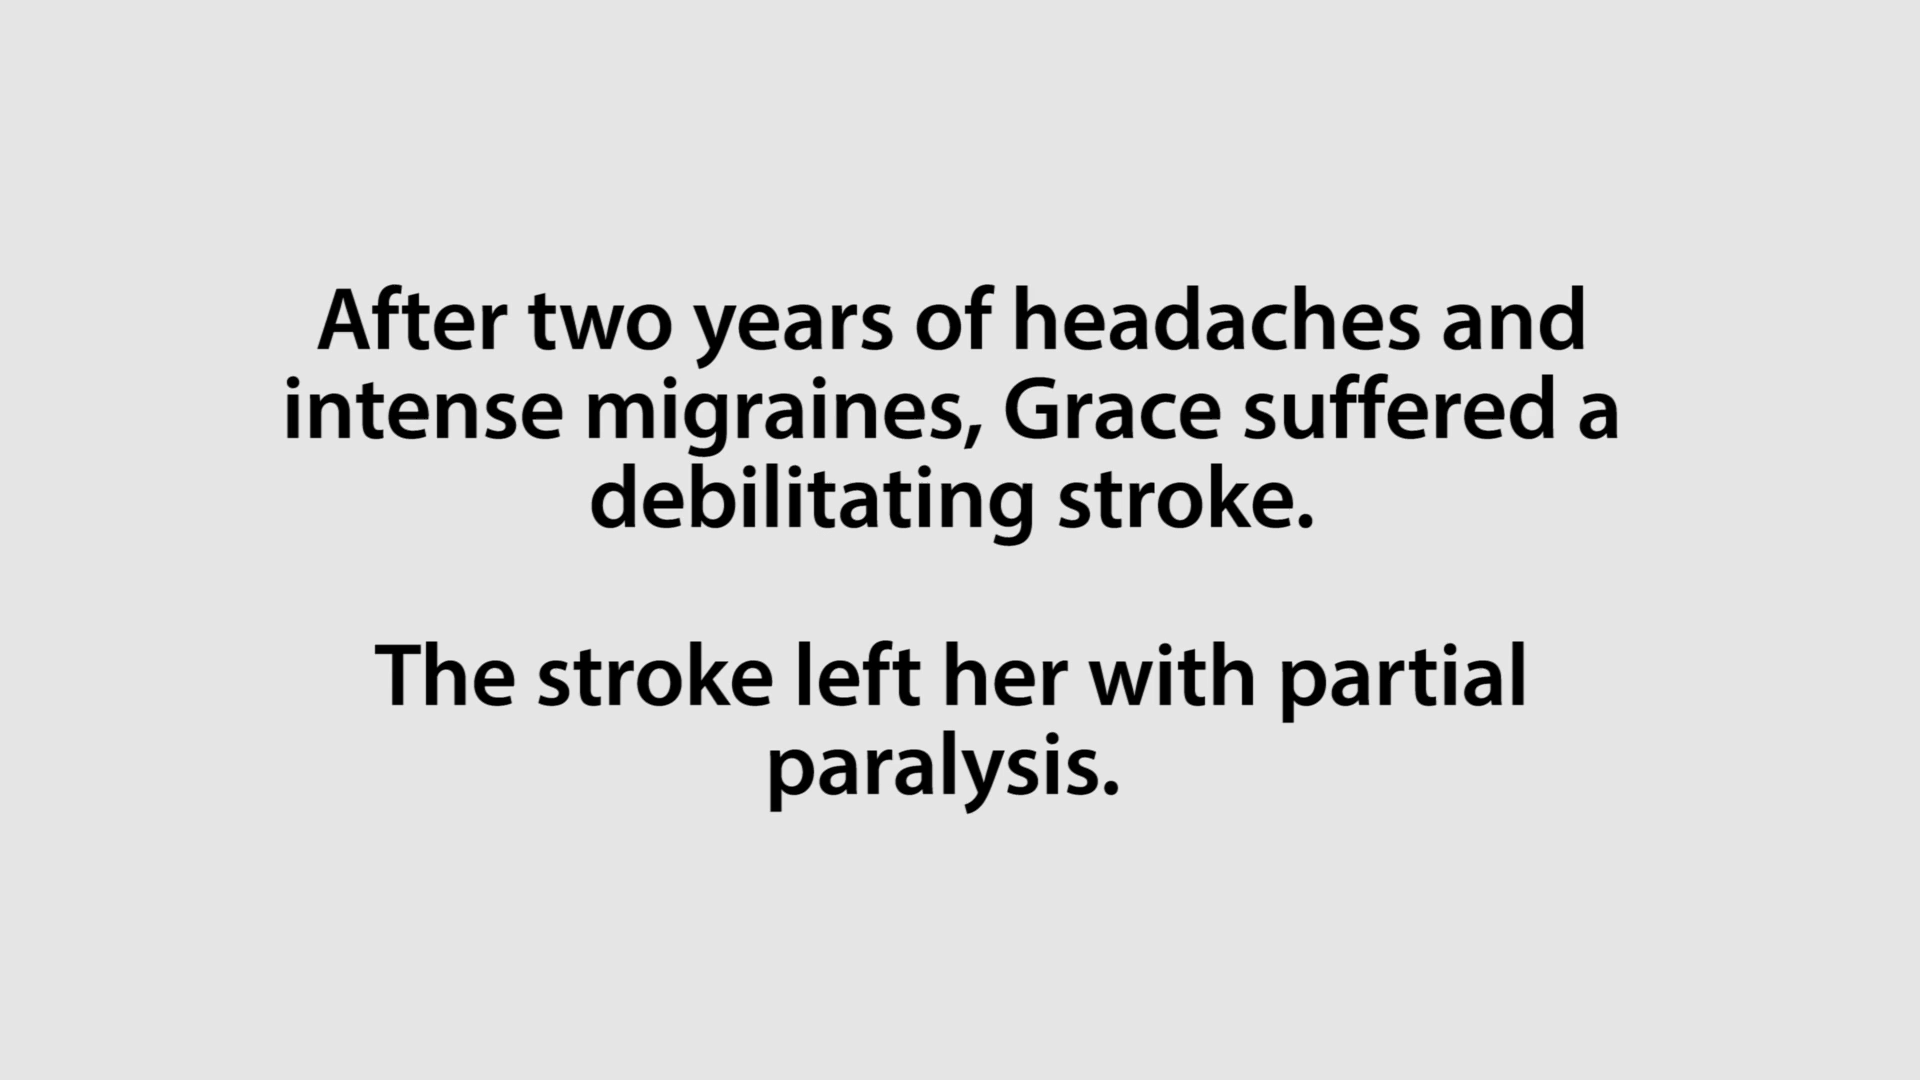 After two years of headaches and
intense migraines, Grace suffered a
debilitating stroke.
The stroke left her with partial
paralysis.